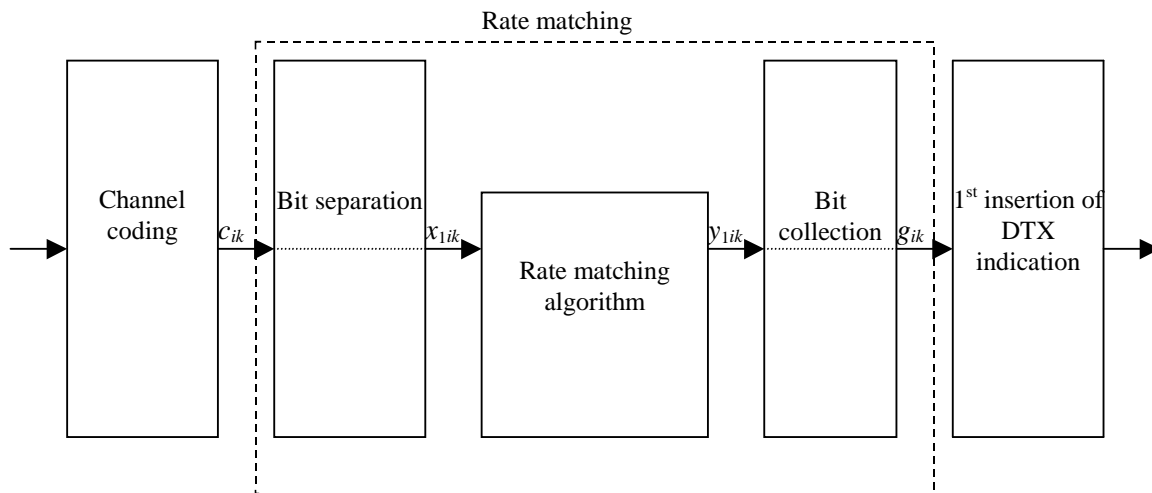 Rate matching
Channel
coding
c_ik
Bit separation
x_1ik
Rate matching
algorithm
y_1ik
Bit
collection
g_ik
1st insertion of
DTX
indication